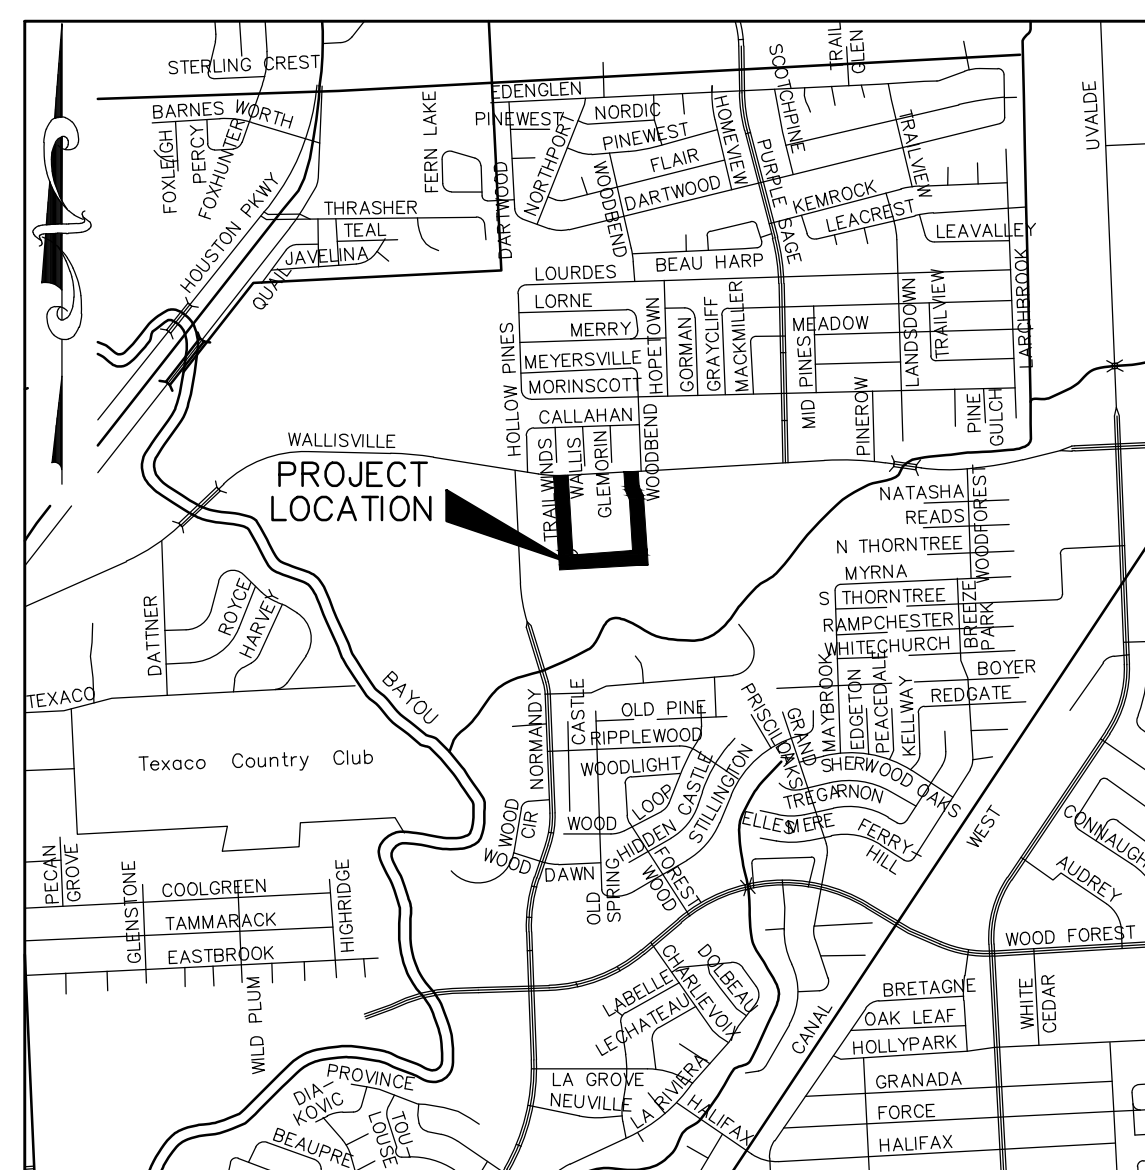 STERLING CREST
BARNES WORTH
FOXLEIGH
PERCY
FOXHUNTER
HOUSTON PKWY
FERN LAKE
THRASHER
TEAL
JAVELINA
QUAIL
EDENGLEN
PINEWEST
NORDIC
PINEWEST
FLAIR
DARTWOOD
DARTWOOD
NORTHPORT
WOODBEND
HOMEVIEW
PURPLE SAGE
SCOTCHPINE
TRAIL
GLEN
TRAILVIEW
UVALDE
KEMROCK
LEACREST
LEAVALLEY
BEAU HARP
LOURDES
LORNE
MERRY
MEYERSVILLE
MORINSCOTT
CALLAHAN
HOLLOW PINES
HOPETOWN
GORMAN
GRAYCLIFF
MACKMILLER
MEADOW
MID PINES
LANDSDOWN
TRAILVIEW
LARCHBROOK
PINEROW
PINE
GULCH
WALLISVILLE
TRAILWINDS
WALLIS
GLEMORIN
WOODBEND
PROJECT
LOCATION
NATASHA
READS
N THORNTREE
WOODFOREST
MYRNA
S THORNTREE
RAMPCHESTER
WHITECHURCH
BREEZE
PARK
BOYER
REDGATE
MAYBROOK
EDGETON
PEACEDALE
KELLWAY
DATTNER
ROYCE
HARVEY
TEXACO
BAYOU
Texaco Country Club
NORMANDY
CASTLE
OLD PINE
RIPPLEWOOD
WOODLIGHT
LOOP
HIDDEN CASTLE
STILLINGTON
WOOD
WOOD
CIR
WOOD
DAWN
OLD
SPRING
FOREST
WOOD
GRAND
OAKS
SHERWOOD OAKS
TREGARNON
ELLESMERE
FERRY
HILL
WEST
CONNAUGH
AUDREY
PECAN
GROVE
GLENSTONE
COOLGREEN
TAMMARACK
EASTBROOK
HIGHRIDGE
WILD PLUM
WOOD FOREST
CHARLIEVOIX
DOLBEAU
LABELLE
LECHATEAU
CANAL
BRETAGNE
OAK LEAF
HOLLYPARK
WHITE
CEDAR
GRANADA
FORCE
HALIFAX
LA GROVE
NEUVILLE
LA RIVIERA
HALIFAX
PROVINCE
DIA-
KOVIC
TOU-
LOUSE
BEAUPRE